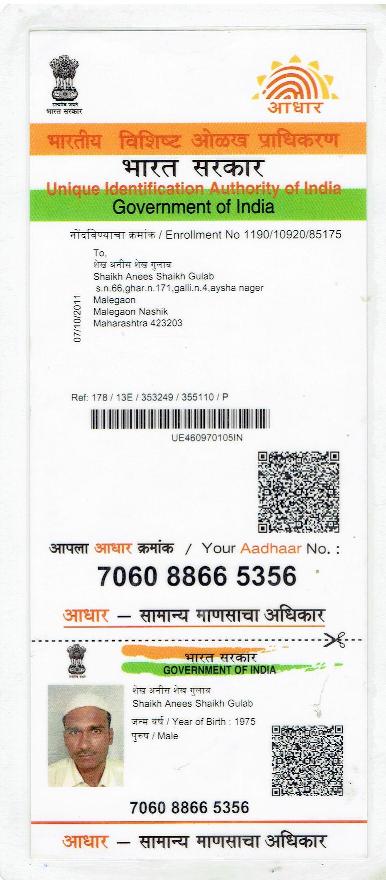 भारत सरकार
आधार
भारतीय विशिष्ट ओळख प्राधिकरण
भारत सरकार
Unique Identification Authority of India
Government of India
नोंदविण्याचा क्रमांक / Enrollment No 1190/10920/85175
To,
शेख अनीस शेख गुलाब
Shaikh Anees Shaikh Gulab
s.n.66,ghar.n.171,galli.n.4,aysha nager
Malegaon
Malegaon Nashik
Maharashtra 423203
07/10/2011
Ref: 178 / 13E / 353249 / 355110 / P
UE460970105IN
आपला आधार क्रमांक / Your Aadhaar No. :
7060 8866 5356
आधार – सामान्य माणसाचा अधिकार
भारत सरकार
GOVERNMENT OF INDIA
शेख अनीस शेख गुलाब
Shaikh Anees Shaikh Gulab
जन्म वर्ष / Year of Birth : 1975
पुरुष / Male
7060 8866 5356
आधार – सामान्य माणसाचा अधिकार